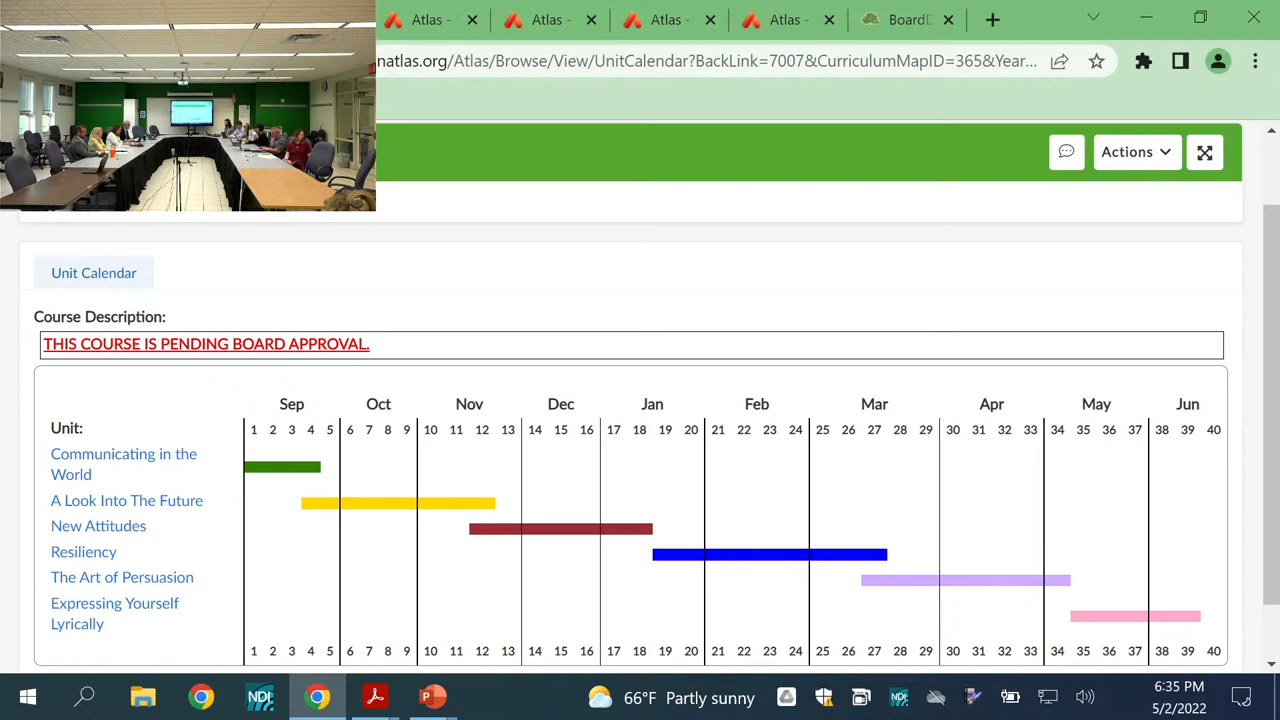 Atlas - Atlas - Atlas - Atlas - BoardD
natlas.org/Atlas/Browse/View/UnitCalendar?BackLink=7007&CurriculumMapID=365&Year...
Actions
Unit Calendar
Course Description:
THIS COURSE IS PENDING BOARD APPROVAL.
Sep Oct Nov Dec Jan Feb Mar Apr May Jun
Unit: 1 2 3 4 5 6 7 8 9 10 11 12 13 14 15 16 17 18 19 20 21 22 23 24 25 26 27 28 29 30 31 32 33 34 35 36 37 38 39 40
Communicating in the
World
A Look Into The Future
New Attitudes
Resiliency
The Art of Persuasion
Expressing Yourself
Lyrically
1 2 3 4 5 6 7 8 9 10 11 12 13 14 15 16 17 18 19 20 21 22 23 24 25 26 27 28 29 30 31 32 33 34 35 36 37 38 39 40
NDI 66°F Partly sunny NDI 6:35 PM
5/2/2022